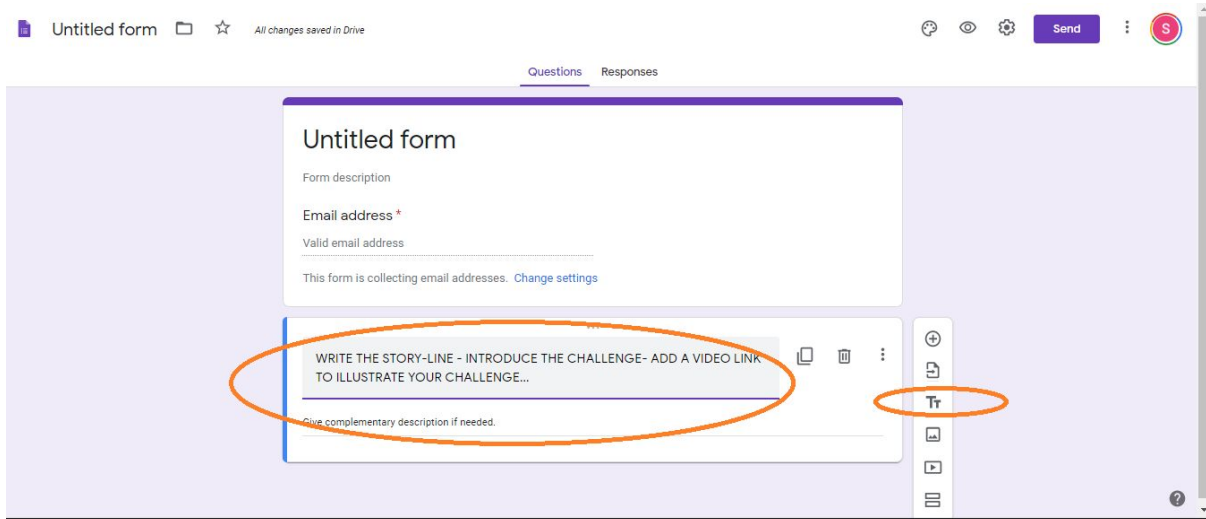 Untitled form
All changes saved in Drive
Send
S
Questions Responses
Untitled form
Form description
Email address *
Valid email address
This form is collecting email addresses. Change settings
WRITE THE STORY-LINE - INTRODUCE THE CHALLENGE- ADD A VIDEO LINK
TO ILLUSTRATE YOUR CHALLENGE...
Give complementary description if needed.
Tт